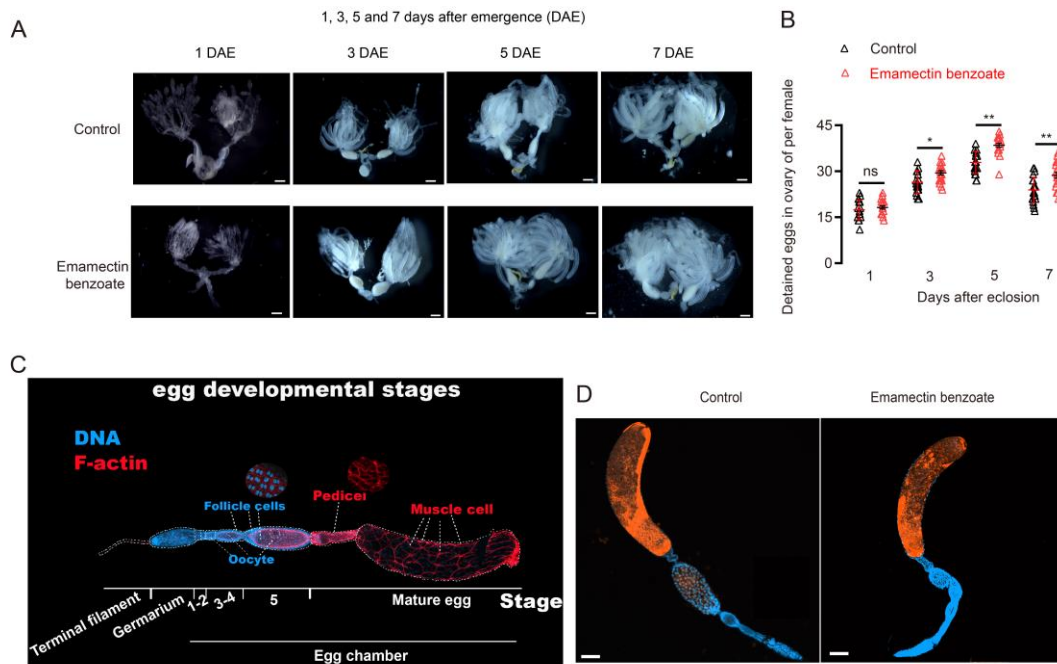 A
1, 3, 5 and 7 days after emergence (DAE)
1 DAE
3 DAE
5 DAE
7 DAE
Control
Emamectin
benzoate
B
Control
Emamectin benzoate
Detained eggs in ovary of per female
45
30
15
0
ns
*
**
**
1
3
5
7
Days after eclosion
C
egg developmental stages
DNA
F-actin
Follicle cells
Pedicel
Muscle cell
Oocyte
Terminal filament
Germarium
1-2
3-4
5
Mature egg
Stage
Egg chamber
D
Control
Emamectin benzoate